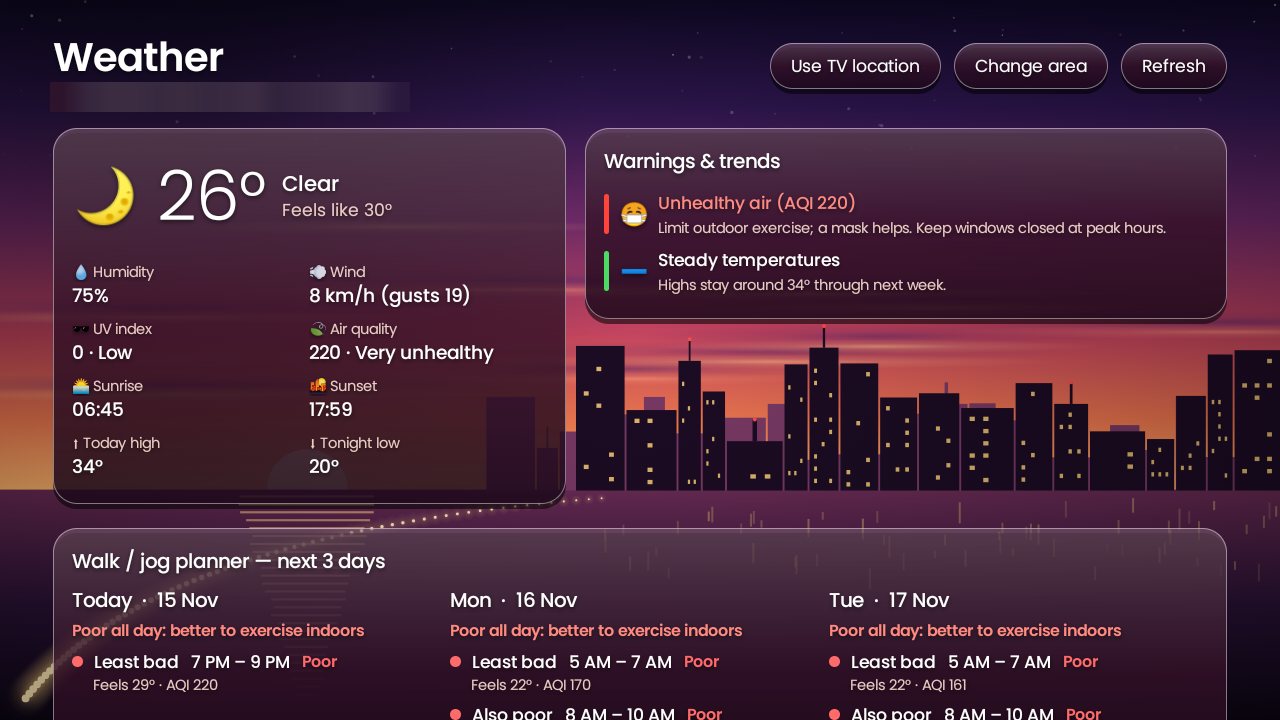 Weather
Use TV location
Change area
Refresh
26°
Clear
Feels like 30°
Humidity
75%
Wind
8 km/h (gusts 19)
UV index
0 · Low
Air quality
220 · Very unhealthy
Sunrise
06:45
Sunset
17:59
↑ Today high
34°
↓ Tonight low
20°
Warnings & trends
Unhealthy air (AQI 220)
Limit outdoor exercise; a mask helps. Keep windows closed at peak hours.
Steady temperatures
Highs stay around 34° through next week.
Walk / jog planner — next 3 days
Today · 15 Nov
Poor all day: better to exercise indoors
Least bad 7 PM – 9 PM Poor
Feels 29° · AQI 220
Mon · 16 Nov
Poor all day: better to exercise indoors
Least bad 5 AM – 7 AM Poor
Feels 22° · AQI 170
Also poor 8 AM – 10 AM Poor
Tue · 17 Nov
Poor all day: better to exercise indoors
Least bad 5 AM – 7 AM Poor
Feels 22° · AQI 161
Also poor 8 AM – 10 AM Poor